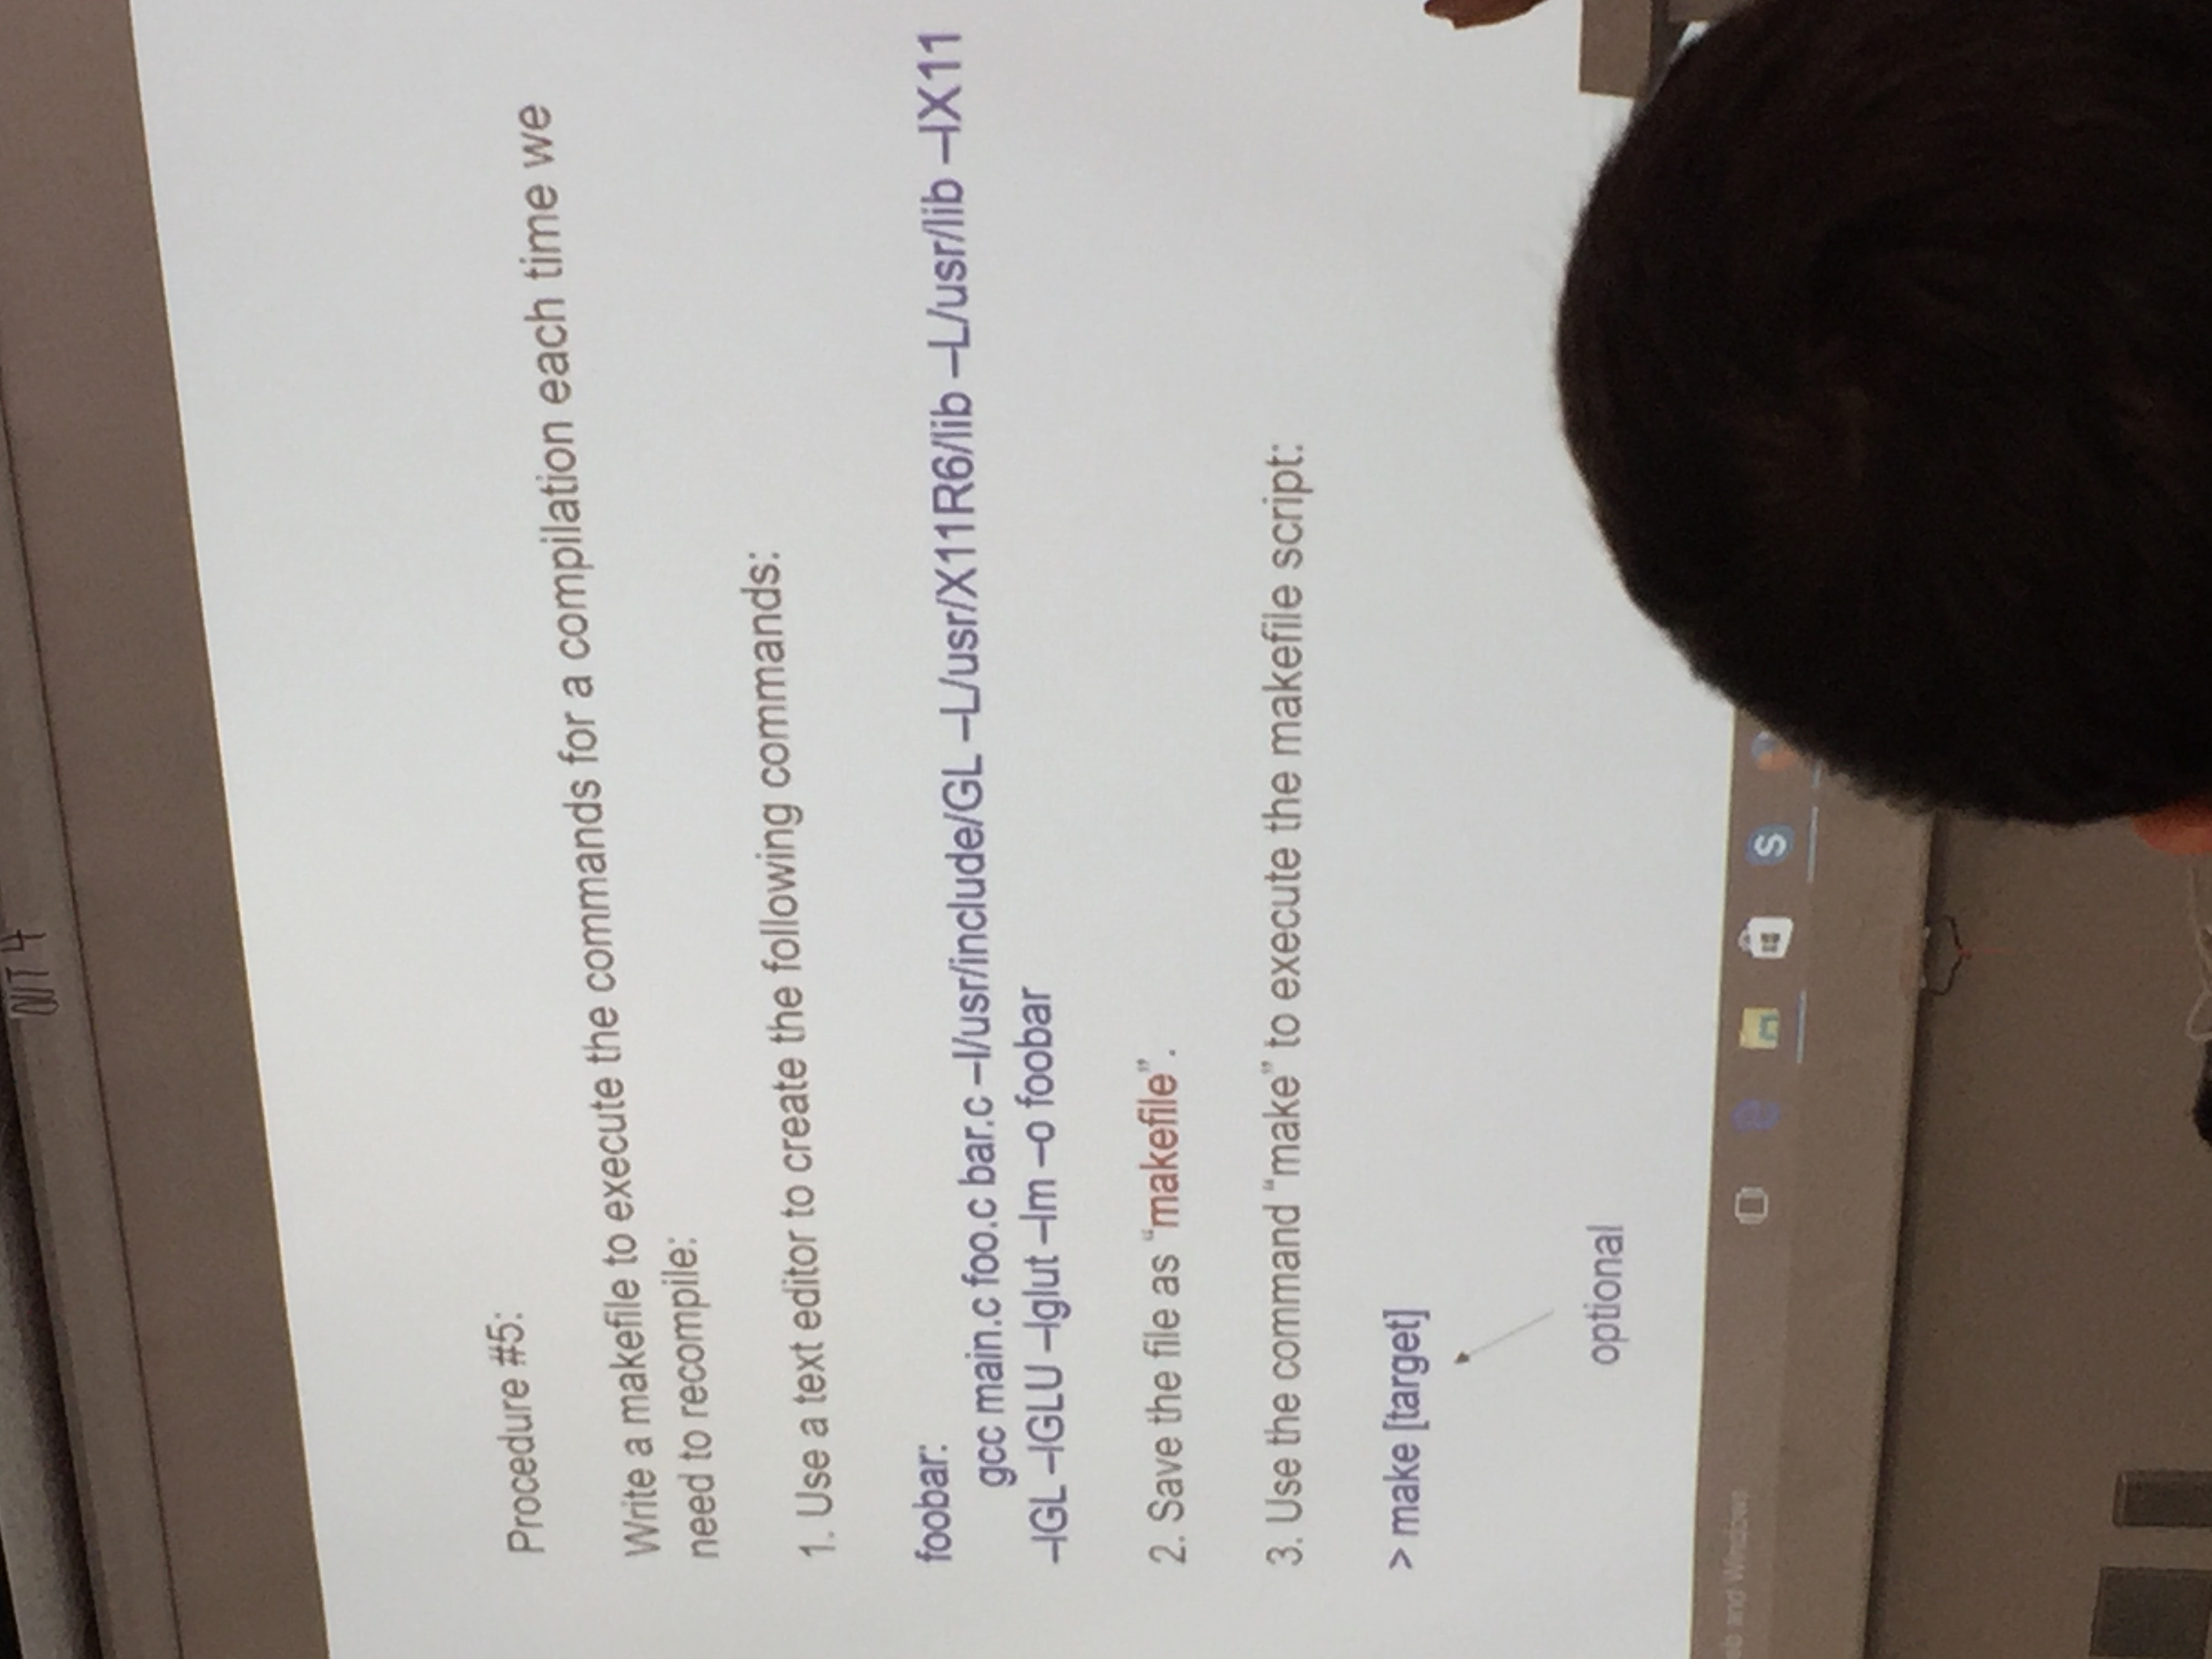 OUT 4
Procedure #5:
Write a makefile to execute the commands for a compilation each time we
need to recompile:
1. Use a text editor to create the following commands:
foobar:
gcc main.c foo.c bar.c –I/usr/include/GL –L/usr/X11R6/lib –L/usr/lib –lX11
–lGL –lGLU –lglut –lm –o foobar
2. Save the file as “makefile”.
3. Use the command “make” to execute the makefile script:
> make [target]
optional
and Windows
S